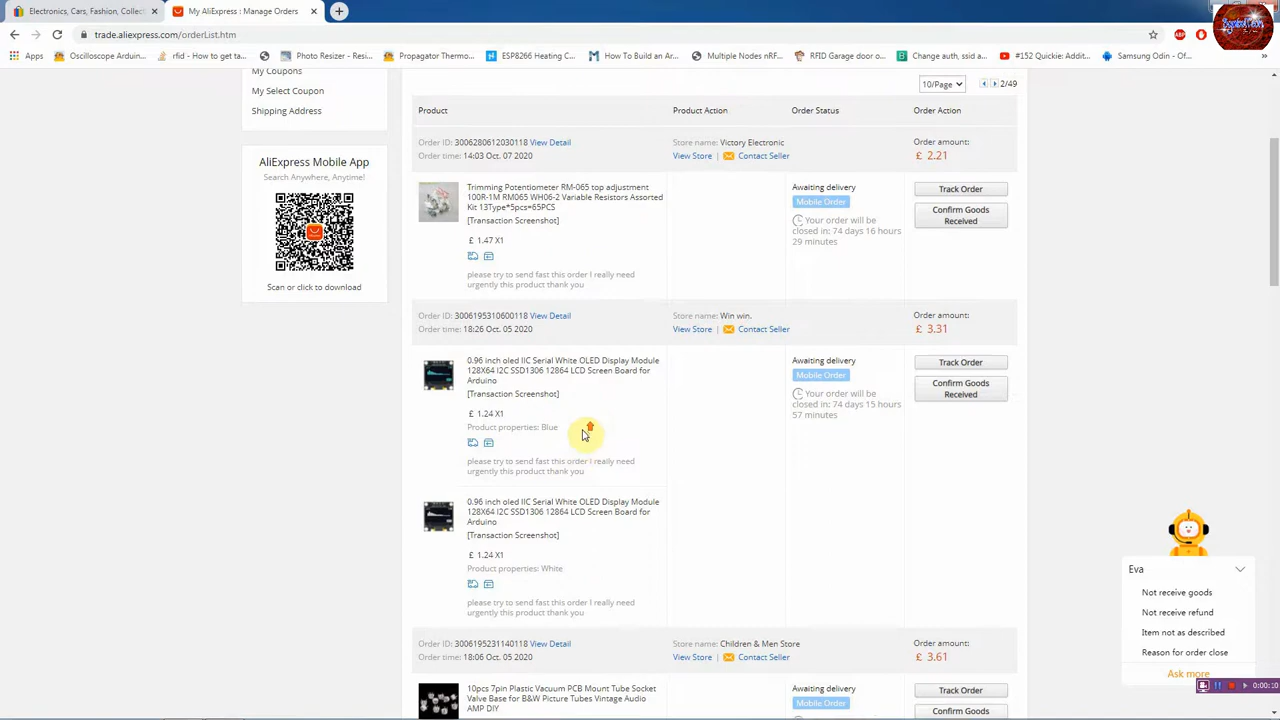 Electronics, Cars, Fashion, Collect
My AliExpress : Manage Orders
trade.aliexpress.com/orderList.htm
Apps
Oscilloscope Arduin...
rfid - How to get ta...
Photo Resizer - Resi...
Propagator Thermo...
ESP8266 Heating C...
How To Build an Ar...
Multiple Nodes nRF...
RFID Garage door o...
Change auth, ssid a...
#152 Quickie: Addit...
Samsung Odin - Of...
ABP
My Coupons
My Select Coupon
Shipping Address
AliExpress Mobile App
Search Anywhere, Anytime!
Scan or click to download
10/Page
2/49
Product
Product Action
Order Status
Order Action
Order ID: 3006280612030118 View Detail
Order time: 14:03 Oct. 07 2020
Store name: Victory Electronic
View Store | Contact Seller
Order amount:
£ 2.21
Trimming Potentiometer RM-065 top adjustment
100R-1M RM065 WH06-2 Variable Resistors Assorted
Kit 13Type*5pcs=65PCS
[Transaction Screenshot]
£ 1.47 X1
please try to send fast this order I really need
urgently this product thank you
Awaiting delivery
Mobile Order
Your order will be
closed in: 74 days 16 hours
29 minutes
Track Order
Confirm Goods
Received
Order ID: 3006195310600118 View Detail
Order time: 18:26 Oct. 05 2020
Store name: Win win.
View Store | Contact Seller
Order amount:
£ 3.31
0.96 inch oled IIC Serial White OLED Display Module
128X64 I2C SSD1306 12864 LCD Screen Board for
Arduino
[Transaction Screenshot]
£ 1.24 X1
Product properties: Blue
please try to send fast this order I really need
urgently this product thank you
Awaiting delivery
Mobile Order
Your order will be
closed in: 74 days 15 hours
57 minutes
Track Order
Confirm Goods
Received
0.96 inch oled IIC Serial White OLED Display Module
128X64 I2C SSD1306 12864 LCD Screen Board for
Arduino
[Transaction Screenshot]
£ 1.24 X1
Product properties: White
please try to send fast this order I really need
urgently this product thank you
Order ID: 3006195231140118 View Detail
Order time: 18:06 Oct. 05 2020
Store name: Children & Men Store
View Store | Contact Seller
Order amount:
£ 3.61
10pcs 7pin Plastic Vacuum PCB Mount Tube Socket
Valve Base for B&W Picture Tubes Vintage Audio
AMP DIY
Awaiting delivery
Mobile Order
Track Order
Confirm Goods
Eva
Not receive goods
Not receive refund
Item not as described
Reason for order close
Ask more
0:00:10